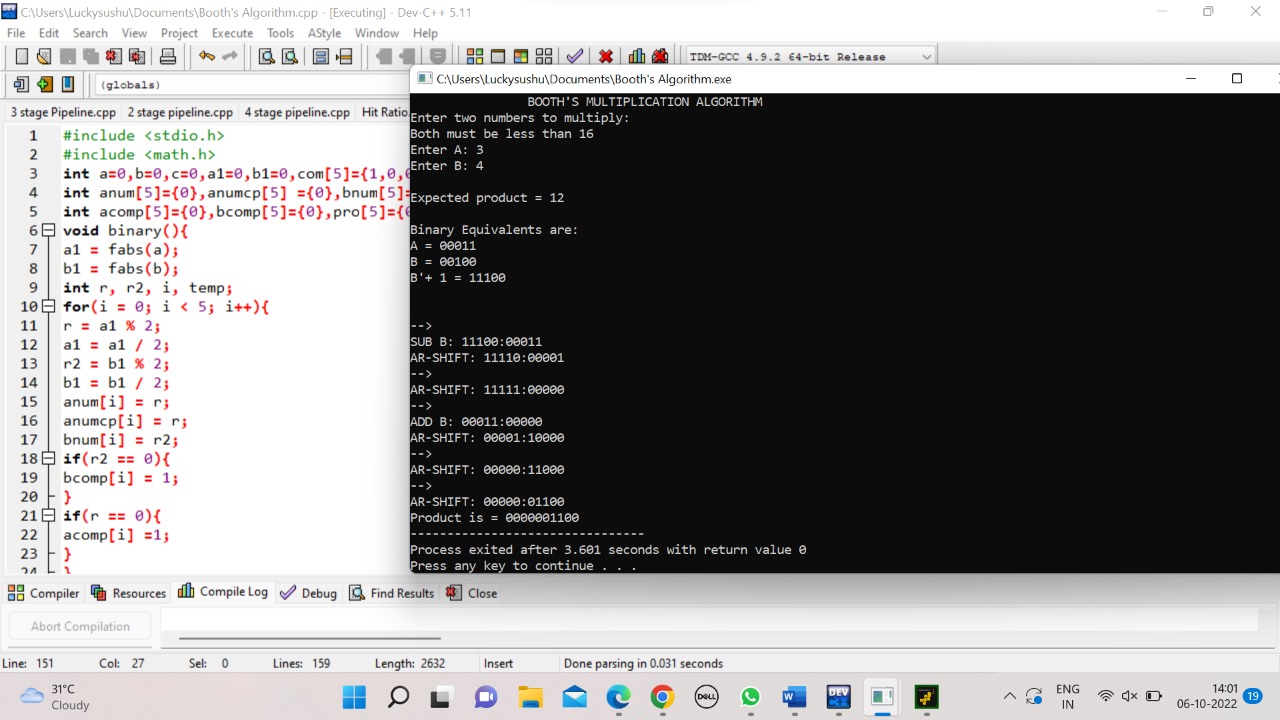 C:\Users\Luckysushu\Documents\Booth's Algorithm.cpp - [Executing] - Dev-C++ 5.11
File Edit Search View Project Execute Tools AStyle Window Help
TDM-GCC 4.9.2 64-bit Release
(globals)
3 stage Pipeline.cpp 2 stage pipeline.cpp 4 stage pipeline.cpp Hit Ratio
1 #include <stdio.h>
2 #include <math.h>
3 int a=0,b=0,c=0,a1=0,b1=0,com[5]={1,0,
4 int anum[5]={0},anumcp[5] ={0},bnum[5]=
5 int acomp[5]={0},bcomp[5]={0},pro[5]={
6 void binary(){
7 a1 = fabs(a);
8 b1 = fabs(b);
9 int r, r2, i, temp;
10 for(i = 0; i < 5; i++){
11 r = a1 % 2;
12 a1 = a1 / 2;
13 r2 = b1 % 2;
14 b1 = b1 / 2;
15 anum[i] = r;
16 anumcp[i] = r;
17 bnum[i] = r2;
18 if(r2 == 0){
19 bcomp[i] = 1;
20 }
21 if(r == 0){
22 acomp[i] =1;
23 }
24 }
C:\Users\Luckysushu\Documents\Booth's Algorithm.exe
BOOTH'S MULTIPLICATION ALGORITHM
Enter two numbers to multiply:
Both must be less than 16
Enter A: 3
Enter B: 4
Expected product = 12
Binary Equivalents are:
A = 00011
B = 00100
B'+ 1 = 11100
-->
SUB B: 11100:00011
AR-SHIFT: 11110:00001
-->
AR-SHIFT: 11111:00000
-->
ADD B: 00011:00000
AR-SHIFT: 00001:10000
-->
AR-SHIFT: 00000:11000
-->
AR-SHIFT: 00000:01100
Product is = 0000001100
--------------------------------
Process exited after 3.601 seconds with return value 0
Press any key to continue . . .
Compiler Resources Compile Log Debug Find Results Close
Abort Compilation
Line: 151 Col: 27 Sel: 0 Lines: 159 Length: 2632 Insert Done parsing in 0.031 seconds
31°C
Cloudy
DELL
DEV
ENG
IN
14:01
06-10-2022
19